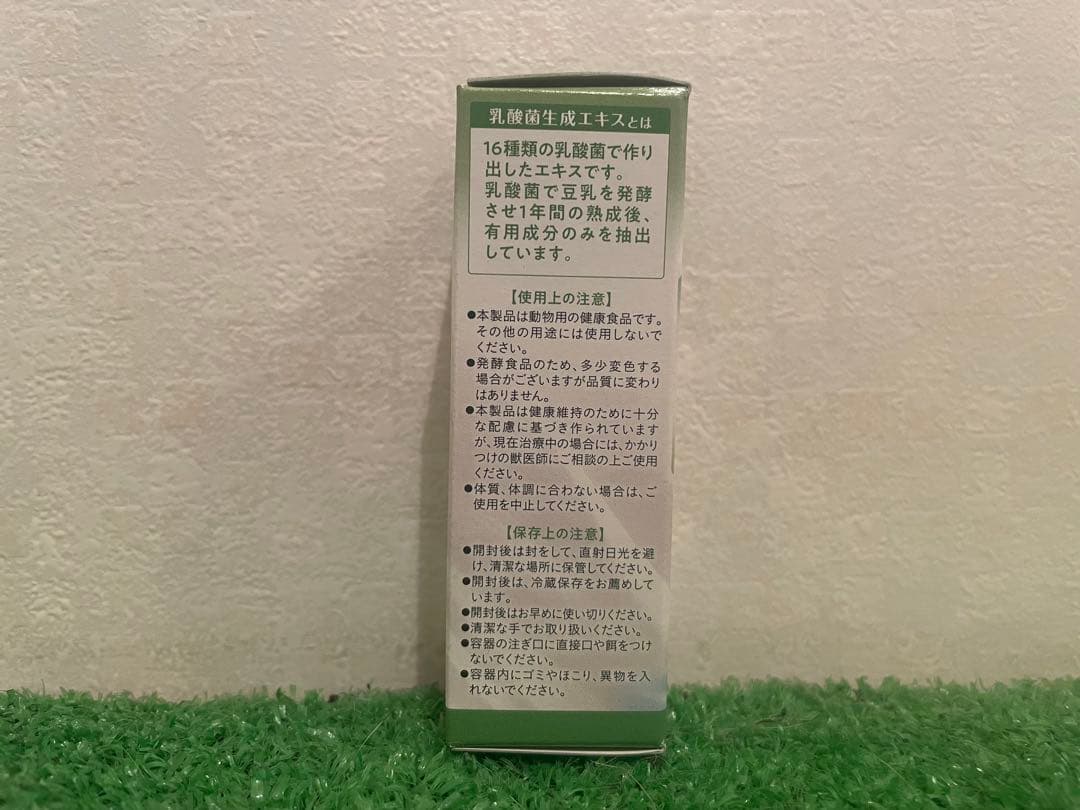 乳酸菌生成エキスとは
16種類の乳酸菌で作り
出したエキスです。
乳酸菌で豆乳を発酵
させ1年間の熟成後、
有用成分のみを抽出
しています。
【使用上の注意】
●本製品は動物用の健康食品です。
その他の用途には使用しないで
ください。
●発酵食品のため、多少変色する
場合がございますが品質に変わり
はありません。
●本製品は健康維持のために十分
な配慮に基づき作られています
が、現在治療中の場合には、かかり
つけの獣医師にご相談の上ご使用
ください。
●体質、体調に合わない場合は、ご
使用を中止してください。
【保存上の注意】
●開封後は封をして、直射日光を避
け、清潔な場所に保管してください。
●開封後は、冷蔵保存をお薦めして
います。
●開封後はお早めに使い切りください。
●清潔な手でお取り扱いください。
●容器の注ぎ口に直接口や餌をつけ
ないでください。
●容器内にゴミやほこり、異物を入
れないでください。